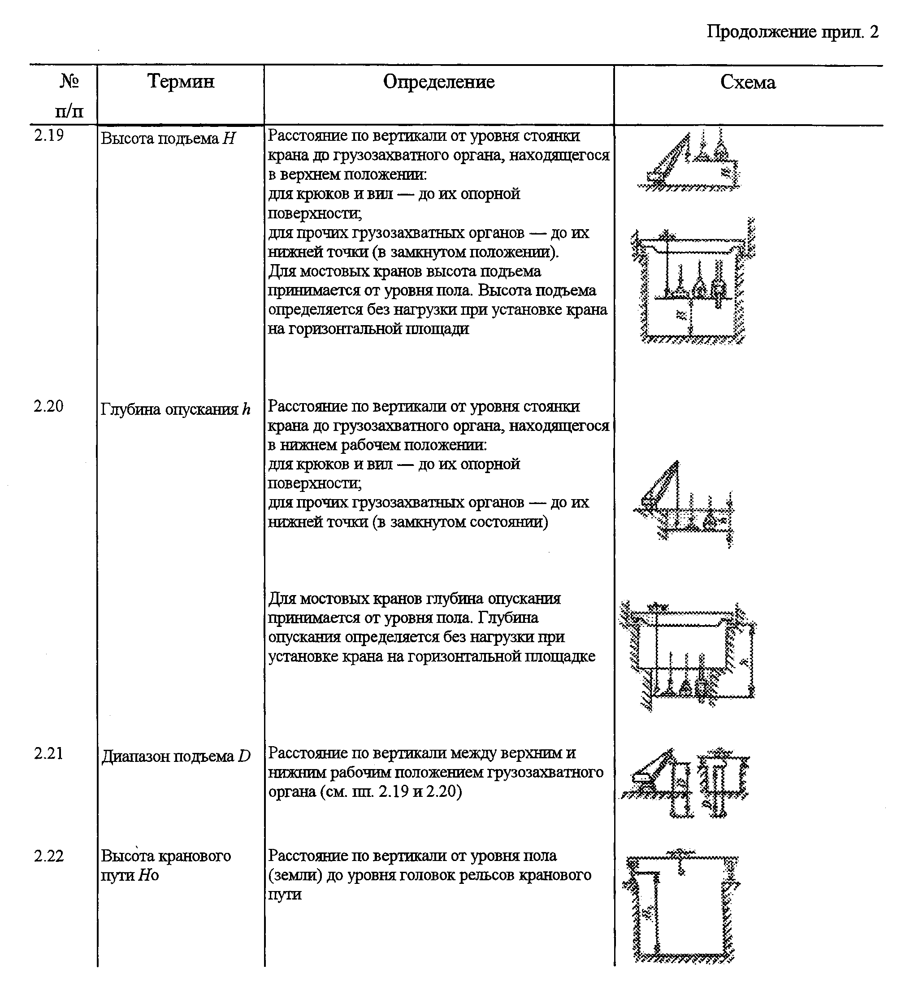 Продолжение прил. 2
№ п/п
Термин
Определение
Схема
2.19
Высота подъема H
Расстояние по вертикали от уровня стоянки
крана до грузозахватного органа, находящегося
в верхнем положении:
для крюков и вил — до их опорной
поверхности;
для прочих грузозахватных органов — до их
нижней точки (в замкнутом положении).
Для мостовых кранов высота подъема
принимается от уровня пола. Высота подъема
определяется без нагрузки при установке крана
на горизонтальной площади
2.20
Глубина опускания h
Расстояние по вертикали от уровня стоянки
крана до грузозахватного органа, находящегося
в нижнем рабочем положении:
для крюков и вил — до их опорной
поверхности;
для прочих грузозахватных органов — до их
нижней точки (в замкнутом состоянии)
Для мостовых кранов глубина опускания
принимается от уровня пола. Глубина
опускания определяется без нагрузки при
установке крана на горизонтальной площадке
2.21
Диапазон подъема D
Расстояние по вертикали между верхним и
нижним рабочим положением грузозахватного
органа (см. пп. 2.19 и 2.20)
2.22
Высота кранового
пути Hо
Расстояние по вертикали от уровня пола
(земли) до уровня головок рельсов кранового
пути